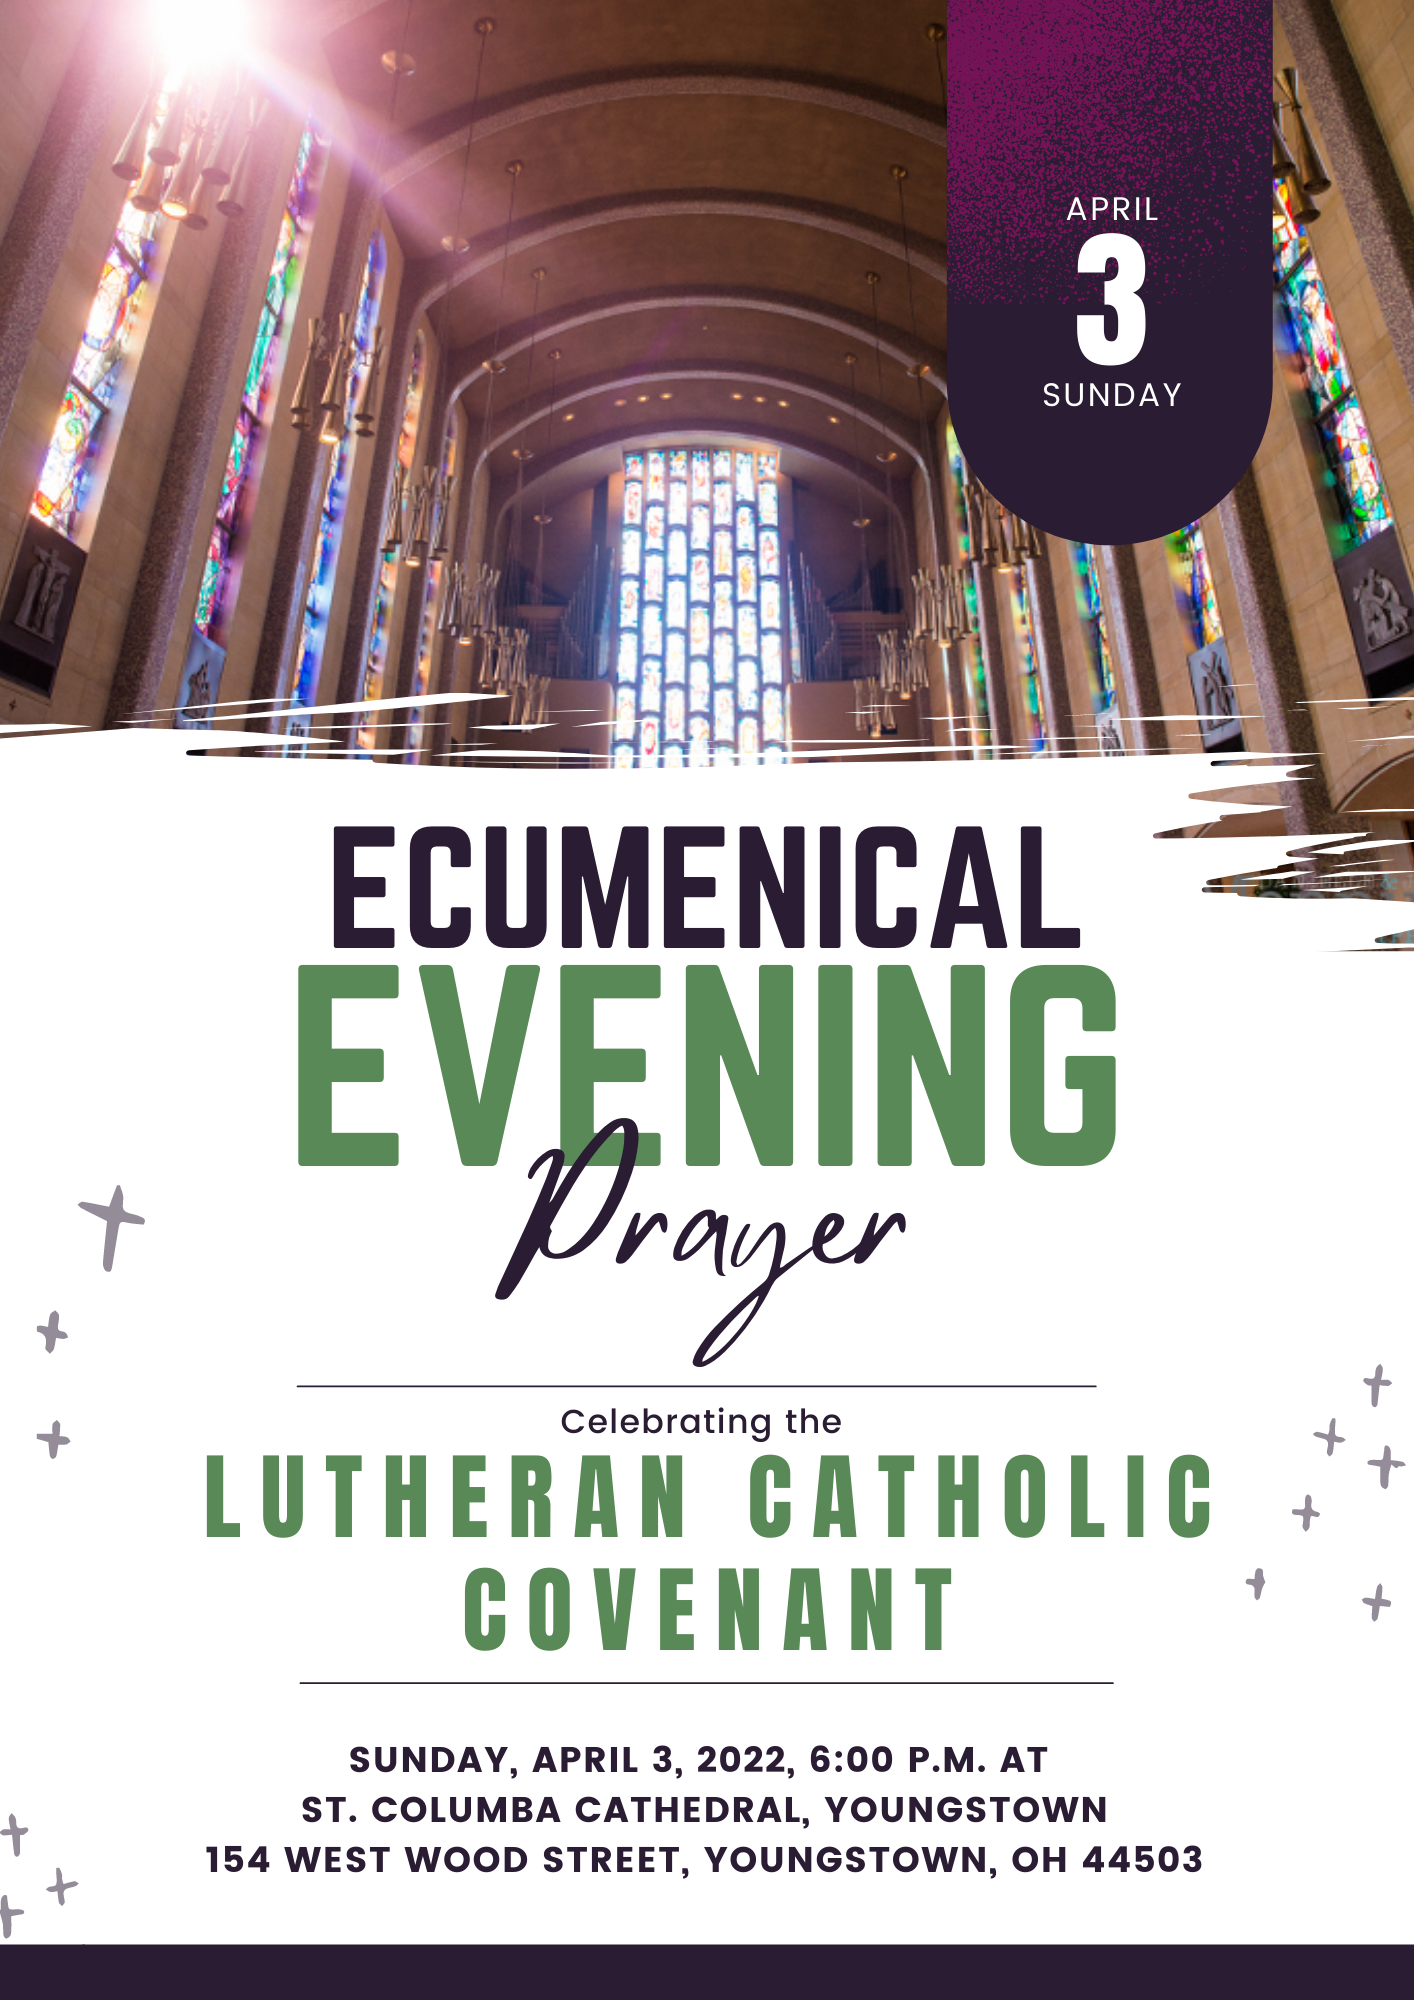 APRIL
3
SUNDAY
ECUMENICAL
EVENING
Prayer
Celebrating the
LUTHERAN CATHOLIC
COVENANT
SUNDAY, APRIL 3, 2022, 6:00 P.M. AT
ST. COLUMBA CATHEDRAL, YOUNGSTOWN
154 WEST WOOD STREET, YOUNGSTOWN, OH 44503